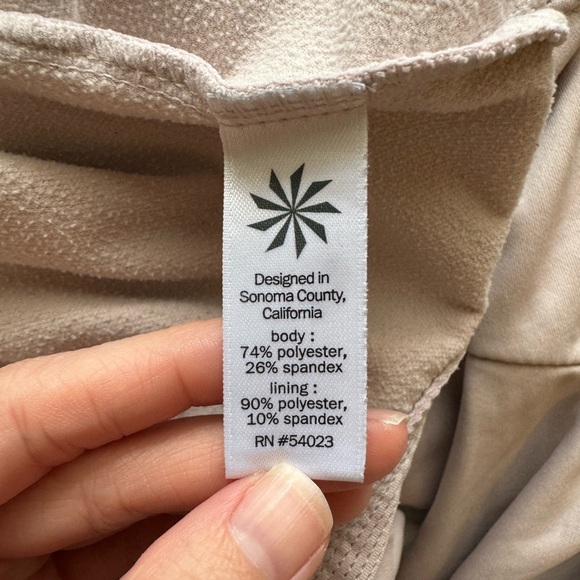 Designed in
Sonoma County,
California
body :
74% polyester,
26% spandex
lining :
90% polyester,
10% spandex
RN #54023